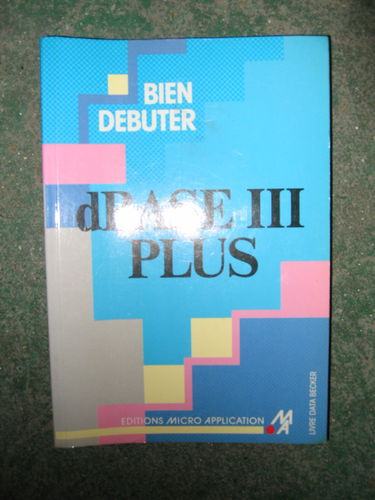 BIEN
DEBUTER
dBASE III
PLUS
EDITIONS MICRO APPLICATION
MA
LIVRE DATA BECKER